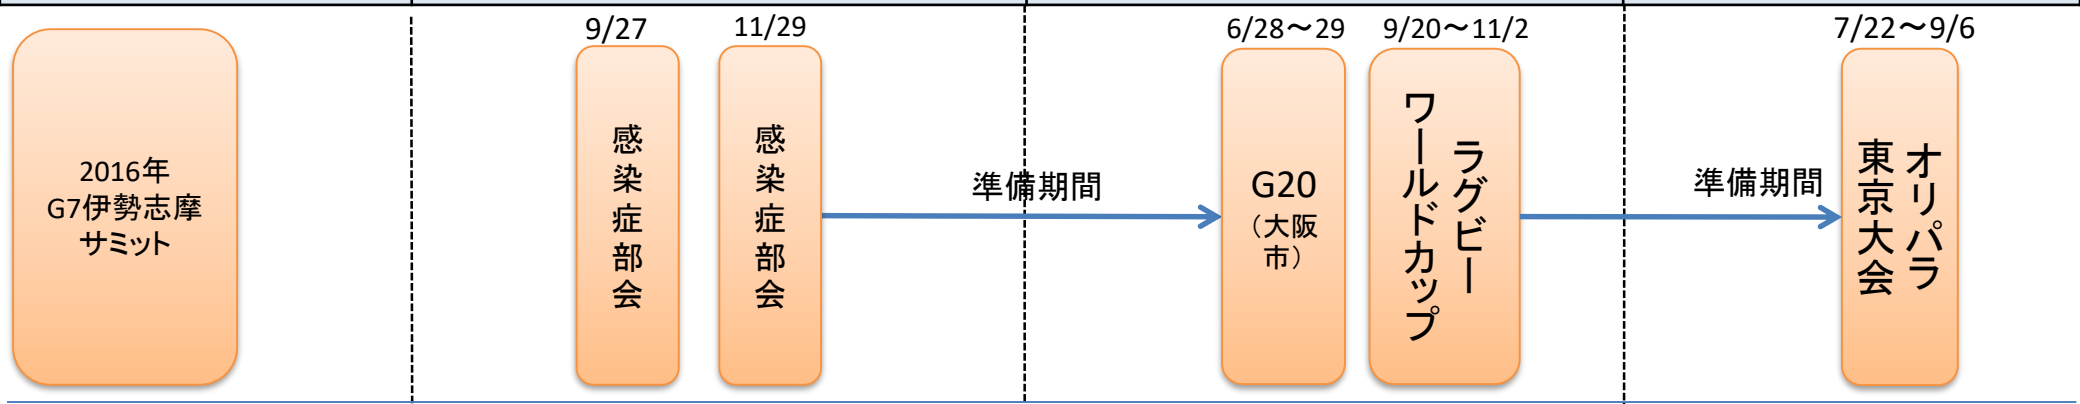 2016年
G7伊勢志摩
サミット
9/27
感染症部会
11/29
感染症部会
準備期間
6/28～29
G20
（大阪
市）
9/20～11/2
ラグビー
ワールドカップ
準備期間
7/22～9/6
オリパラ
東京大会